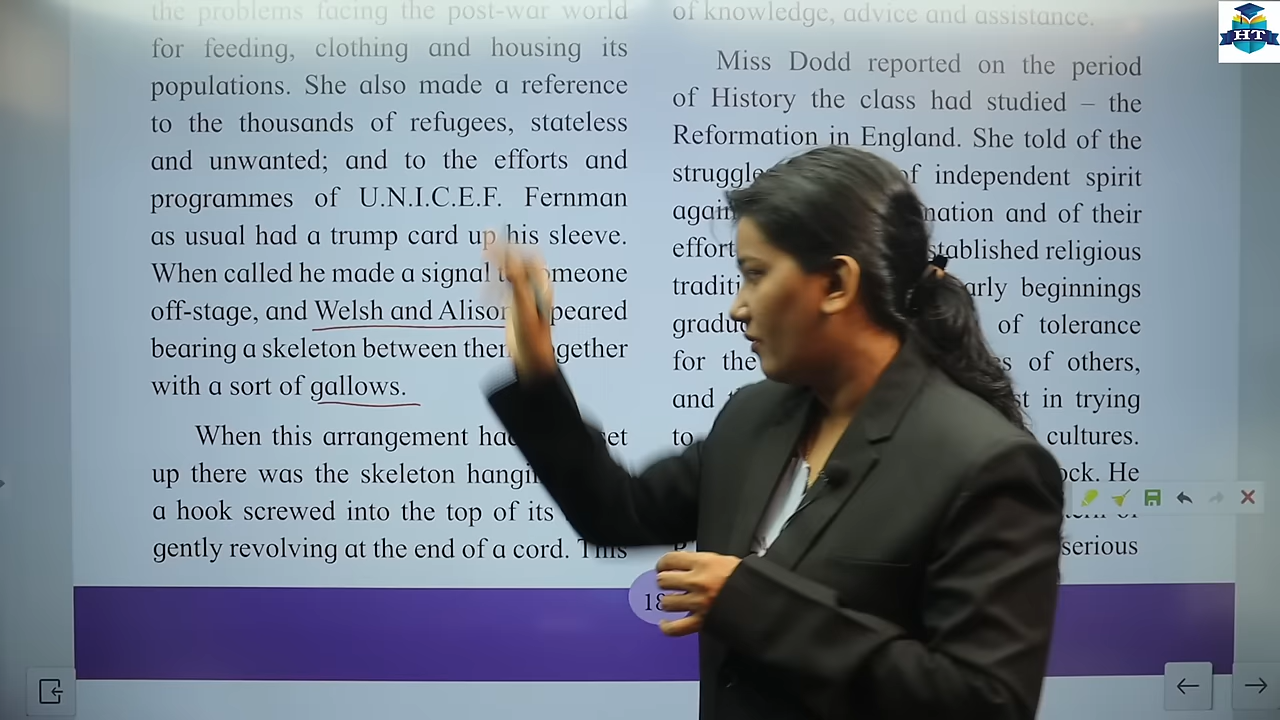 the problems facing the post-war world
for feeding, clothing and housing its
populations. She also made a reference
to the thousands of refugees, stateless
and unwanted; and to the efforts and
programmes of U.N.I.C.E.F. Fernman
as usual had a trump card up his sleeve.
When called he made a signal
off-stage, and Welsh and Alison
bearing a skeleton between
with a sort of gallows.
When this arrangement
up there was the skeleton
a hook screwed into the top of its
gently revolving at the end of a cord. This
of knowledge, advice and assistance.
Miss Dodd reported on the period
of History the class had studied – the
Reformation in England. She told of the
of independent spirit
and of their
religious
beginnings
of tolerance
for the of others,
and in trying
to cultures.
He
serious
HT